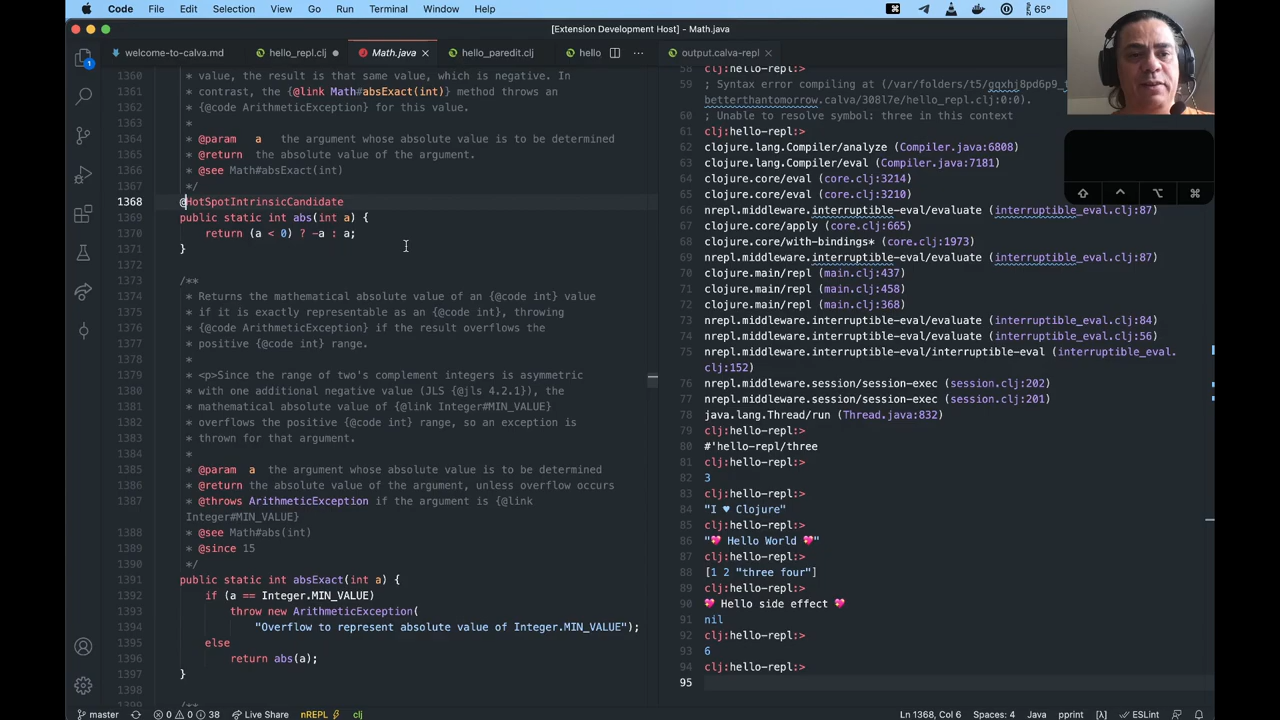 Code File Edit Selection View Go Run Terminal Window Help 65°
[Extension Development Host] - Math.java
welcome-to-calva.md hello_repl.clj Math.java hello_paredit.clj hello output.calva-repl
1360 * value, the result is that same value, which is negative. In
1361 * contrast, the {@link Math#absExact(int)} method throws an
1362 * {@code ArithmeticException} for this value.
1363 *
1364 * @param a the argument whose absolute value is to be determined
1365 * @return the absolute value of the argument.
1366 * @see Math#absExact(int)
1367 */
1368 @HotSpotIntrinsicCandidate
1369 public static int abs(int a) {
1370 return (a < 0) ? -a : a;
1371 }
1372
1373 /**
1374 * Returns the mathematical absolute value of an {@code int} value
1375 * if it is exactly representable as an {@code int}, throwing
1376 * {@code ArithmeticException} if the result overflows the
1377 * positive {@code int} range.
1378 *
1379 * <p>Since the range of two's complement integers is asymmetric
1380 * with one additional negative value (JLS {@jls 4.2.1}), the
1381 * mathematical absolute value of {@link Integer#MIN_VALUE}
1382 * overflows the positive {@code int} range, so an exception is
1383 * thrown for that argument.
1384 *
1385 * @param a the argument whose absolute value is to be determined
1386 * @return the absolute value of the argument, unless overflow occurs
1387 * @throws ArithmeticException if the argument is {@link
Integer#MIN_VALUE}
1388 * @see Math#abs(int)
1389 * @since 15
1390 */
1391 public static int absExact(int a) {
1392 if (a == Integer.MIN_VALUE)
1393 throw new ArithmeticException(
1394 "Overflow to represent absolute value of Integer.MIN_VALUE");
1395 else
1396 return abs(a);
1397 }
1398
1399 /**
58 clj:hello-repl:>
59 ; Syntax error compiling at (/var/folders/t5/gqxhj8pd6p9_
betterthantomorrow.calva/308l7e/hello_repl.clj:0:0).
60 ; Unable to resolve symbol: three in this context
61 clj:hello-repl:>
62 clojure.lang.Compiler/analyze (Compiler.java:6808)
63 clojure.lang.Compiler/eval (Compiler.java:7181)
64 clojure.core/eval (core.clj:3214)
65 clojure.core/eval (core.clj:3210)
66 nrepl.middleware.interruptible-eval/evaluate (interruptible_eval.clj:87)
67 clojure.core/apply (core.clj:665)
68 clojure.core/with-bindings* (core.clj:1973)
69 nrepl.middleware.interruptible-eval/evaluate (interruptible_eval.clj:87)
70 clojure.main/repl (main.clj:437)
71 clojure.main/repl (main.clj:458)
72 clojure.main/repl (main.clj:368)
73 nrepl.middleware.interruptible-eval/evaluate (interruptible_eval.clj:84)
74 nrepl.middleware.interruptible-eval/evaluate (interruptible_eval.clj:56)
75 nrepl.middleware.interruptible-eval/interruptible-eval (interruptible_eval.
clj:152)
76 nrepl.middleware.session/session-exec (session.clj:202)
77 nrepl.middleware.session/session-exec (session.clj:201)
78 java.lang.Thread/run (Thread.java:832)
79 clj:hello-repl:>
80 #'hello-repl/three
81 clj:hello-repl:>
82 3
83 clj:hello-repl:>
84 "I ♥ Clojure"
85 clj:hello-repl:>
86 "💖 Hello World 💖"
87 clj:hello-repl:>
88 [1 2 "three four"]
89 clj:hello-repl:>
90 💖 Hello side effect 💖
91 nil
92 clj:hello-repl:>
93 6
94 clj:hello-repl:>
95
master 0 0 38 Live Share nREPL clj Ln 1368, Col 6 Spaces: 4 Java pprint [λ] ESLint